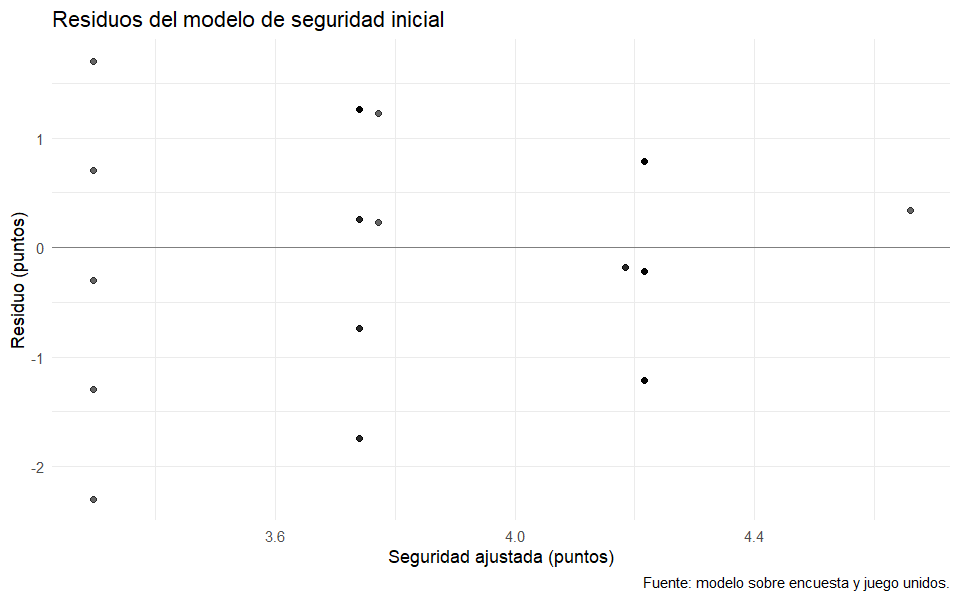 Residuos del modelo de seguridad inicial
Residuo (puntos)
1
0
-1
-2
3.6
4.0
4.4
Seguridad ajustada (puntos)
Fuente: modelo sobre encuesta y juego unidos.